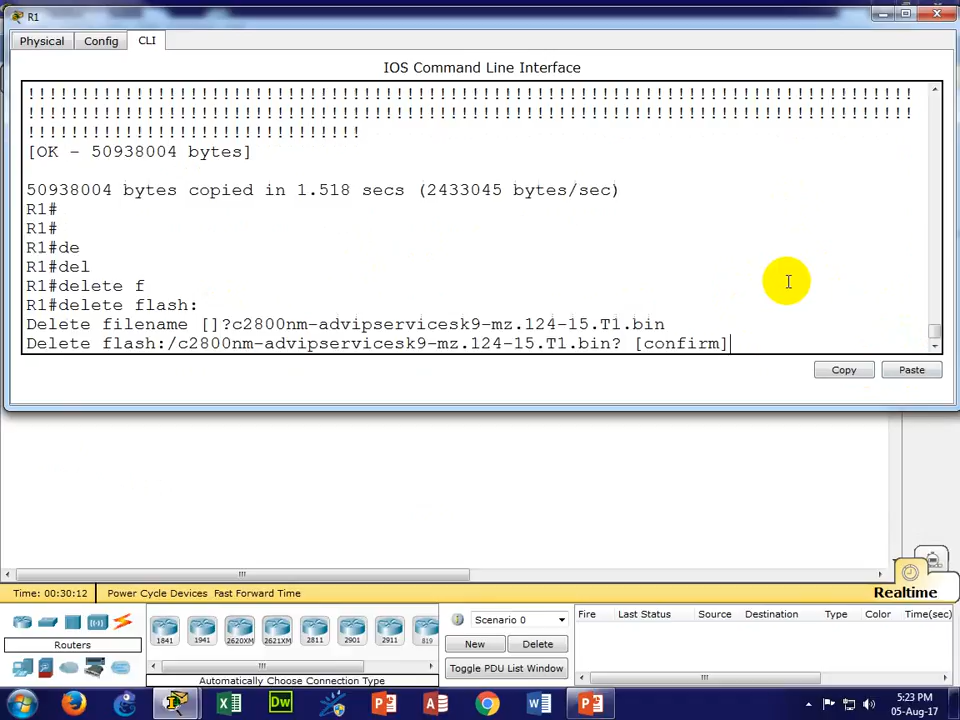 R1
Physical
Config
CLI
IOS Command Line Interface
!!!!!!!!!!!!!!!!!!!!!!!!!!!!!!!!!!!!!!!!!!!!!!!!!!!!!!!!!!!!!!!!!!!!!!
!!!!!!!!!!!!!!!!!!!!!!!!!!!!!!!!!!!!!!!!!!!!!!!!!!!!!!!!!!!!!!!!!!!!!!
!!!!!!!!!!!!!!!!!!!!!!!!!!
[OK - 50938004 bytes]
50938004 bytes copied in 1.518 secs (2433045 bytes/sec)
R1#
R1#
R1#de
R1#del
R1#delete f
R1#delete flash:
Delete filename []?c2800nm-advipservicesk9-mz.124-15.T1.bin
Delete flash:/c2800nm-advipservicesk9-mz.124-15.T1.bin? [confirm]
Copy
Paste
Realtime
Time: 00:30:12
Power Cycle Devices Fast Forward Time
Routers
1841
1941
2620XM
2621XM
2811
2901
2911
819
Automatically Choose Connection Type
Scenario 0
New
Delete
Toggle PDU List Window
Fire
Last Status
Source
Destination
Type
Color
Time(sec)
5:23 PM
05-Aug-17